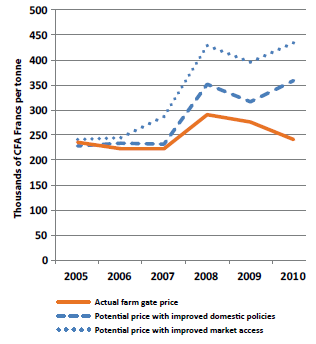 Thousands of CFA Francs per tonne
500
450
400
350
300
250
200
150
100
50
0
2005 2006 2007 2008 2009 2010
Actual farm gate price
Potential price with improved domestic policies
Potential price with improved market access